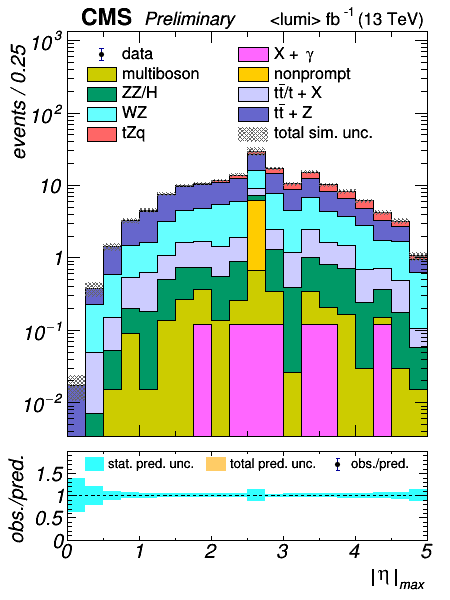 CMS Preliminary <lumi> fb⁻¹ (13 TeV)
events / 0.25
10³
10²
10
1
10⁻¹
10⁻²
data
multiboson
ZZ/H
WZ
tZq
X + γ
nonprompt
tt̄/t + X
tt̄ + Z
total sim. unc.
obs./pred.
1.5
1
0.5
0
stat. pred. unc. total pred. unc. obs./pred.
0 1 2 3 4 5
|η|max